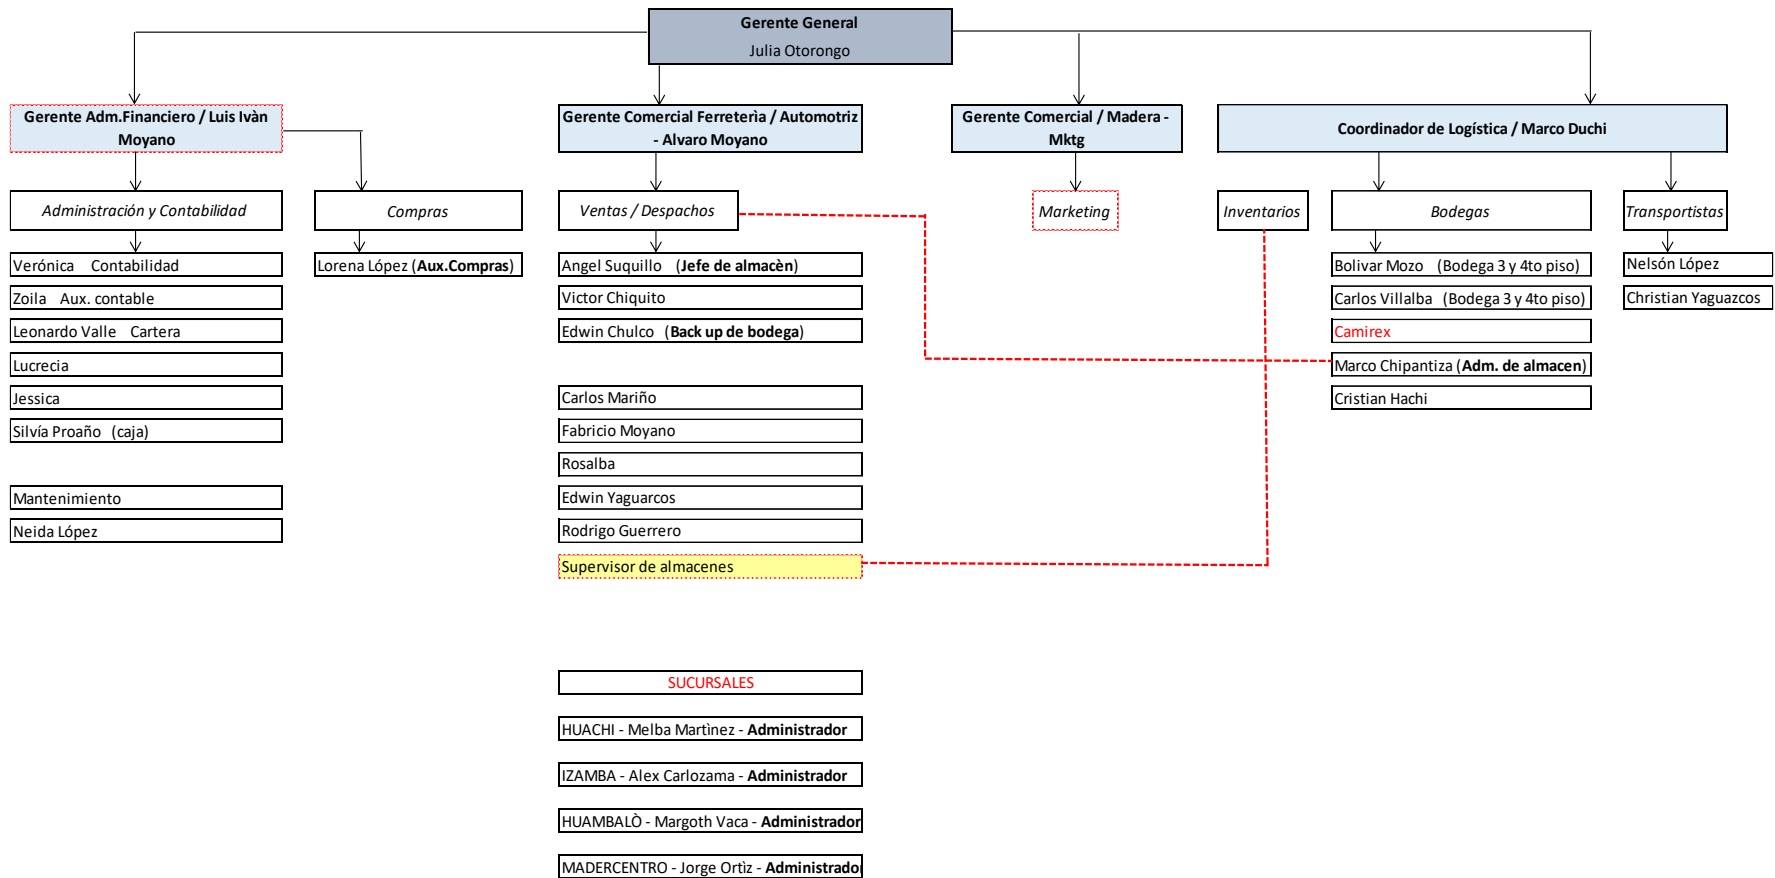 Gerente General
Julia Otorongo
Gerente Adm.Financiero / Luis Ivàn
Moyano
Gerente Comercial Ferreterìa / Automotriz
- Alvaro Moyano
Gerente Comercial / Madera -
Mktg
Coordinador de Logística / Marco Duchi
Administración y Contabilidad
Compras
Ventas / Despachos
Marketing
Inventarios
Bodegas
Transportistas
Verónica Contabilidad
Zoila Aux. contable
Leonardo Valle Cartera
Lucrecia
Jessica
Silvía Proaño (caja)
Mantenimiento
Neida López
Lorena López (Aux.Compras)
Angel Suquillo (Jefe de almacèn)
Victor Chiquito
Edwin Chulco (Back up de bodega)
Carlos Mariño
Fabricio Moyano
Rosalba
Edwin Yaguarcos
Rodrigo Guerrero
Supervisor de almacenes
Bolivar Mozo (Bodega 3 y 4to piso)
Carlos Villalba (Bodega 3 y 4to piso)
Camirex
Marco Chipantiza (Adm. de almacen)
Cristian Hachi
Nelsón López
Christian Yaguazcos
SUCURSALES
HUACHI - Melba Martìnez - Administrador
IZAMBA - Alex Carlozama - Administrador
HUAMBALÒ - Margoth Vaca - Administrador
MADERCENTRO - Jorge Ortìz - Administrador